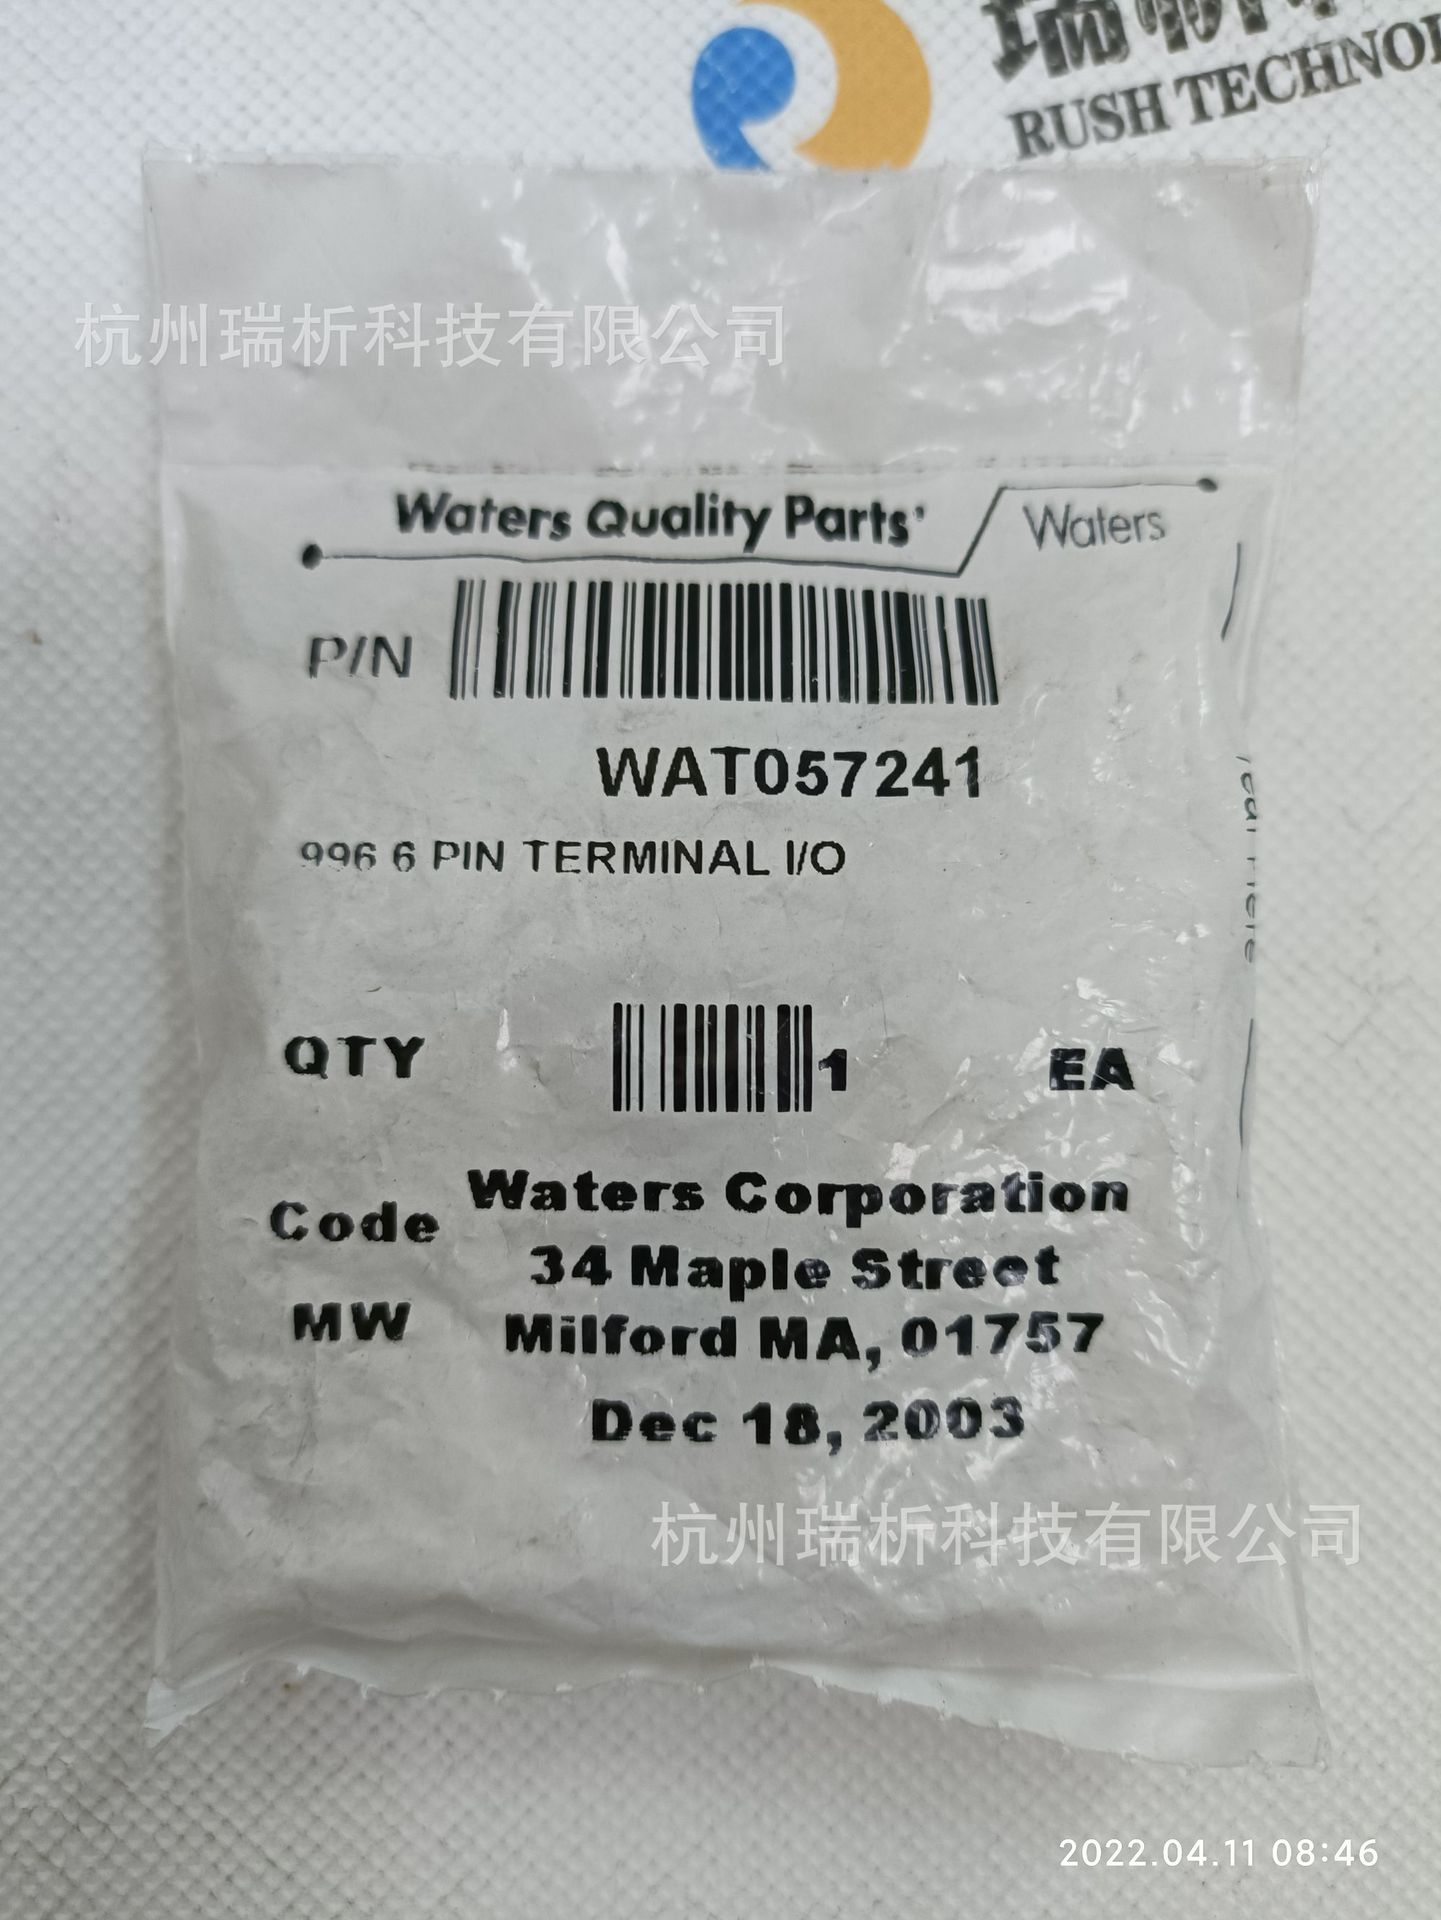 RUSH
杭州瑞析科技有限公司
Waters Quality Parts
Waters
P/N
WAT057241
996 6 PIN TERMINAL I/O
QTY
1
EA
Code
MW
Waters Corporation
34 Maple Street
Milford MA, 01757
Dec 18, 2003
杭州瑞析科技有限公司
2022.04.11 08:46